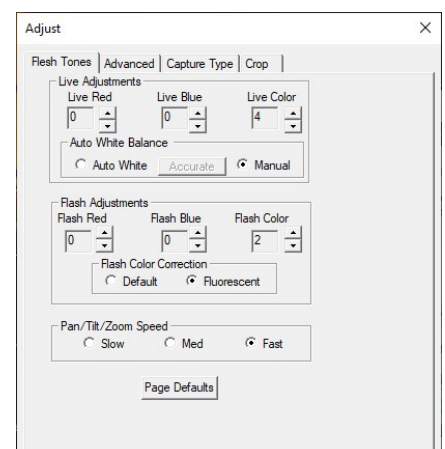 Adjust
Flesh Tones Advanced Capture Type Crop
Live Adjustments
Live Red Live Blue Live Color
0 0 4
Auto White Balance
Auto White Accurate Manual
Flash Adjustments
Flash Red Flash Blue Flash Color
0 0 2
Flash Color Correction
Default Fluorescent
Pan/Tilt/Zoom Speed
Slow Med Fast
Page Defaults